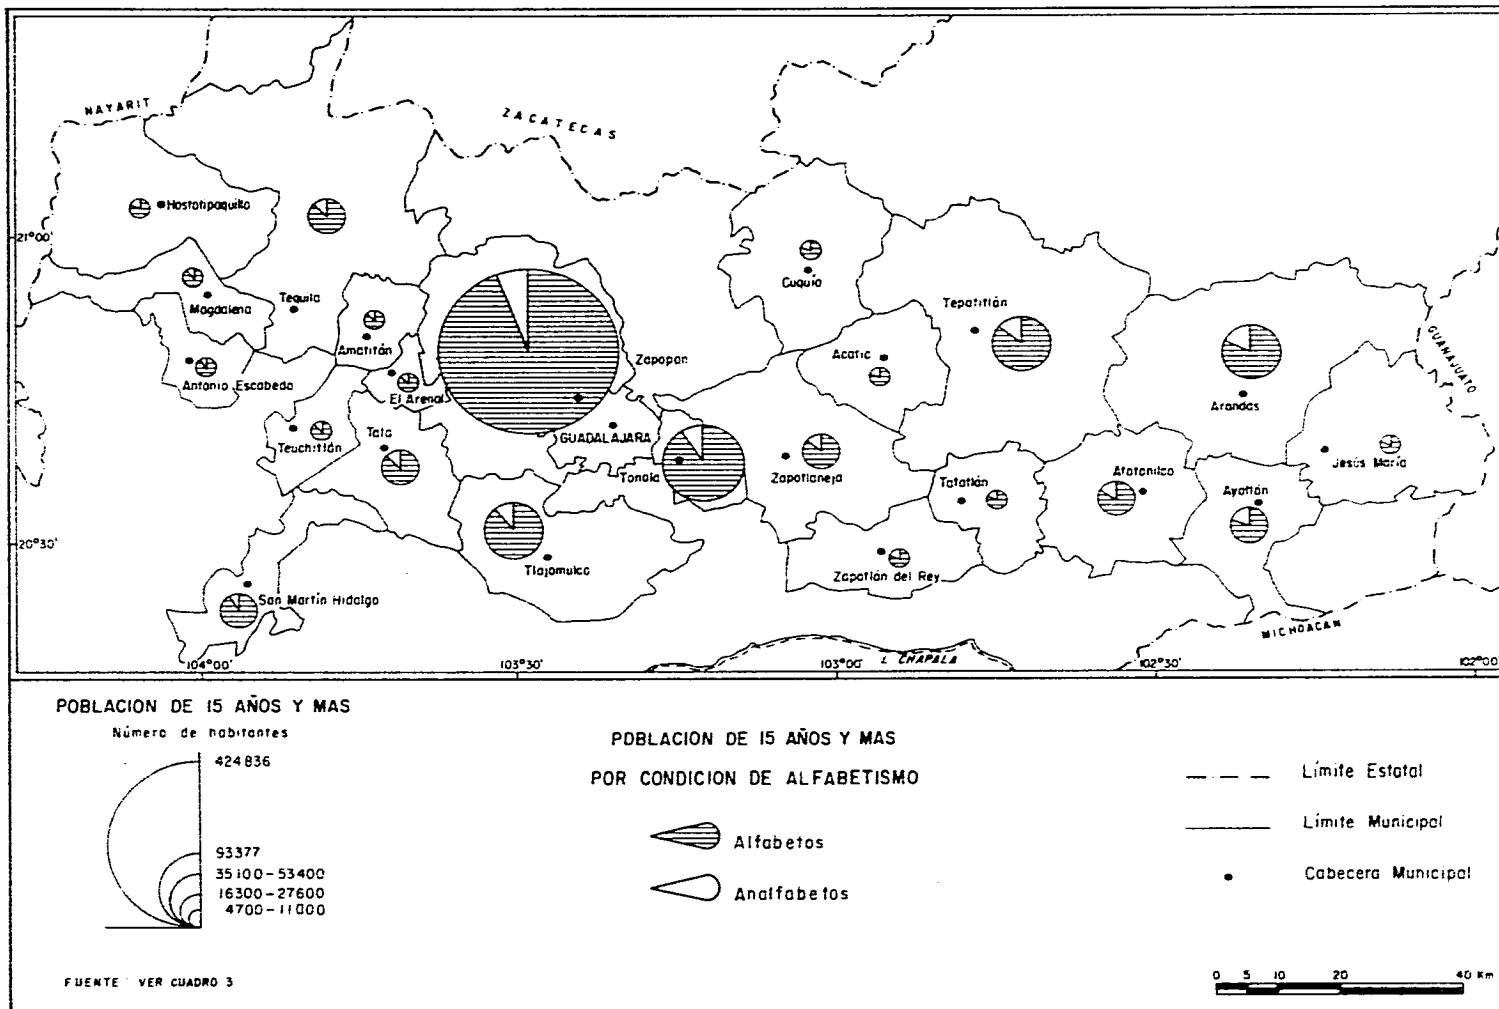 NAYARIT
ZACATECAS
Hostotipaquillo
21°00'
Magdalena
Tequila
Cuquío
Tepatitlán
GUANAJUATO
Amatitán
Zapopan
Acatic
Antonio Escobedo
El Arenal
Arandas
Teuchitlán
Tala
GUADALAJARA
Tonala
Zapotlaneja
Tototlán
Atotonilco
Ayotlán
Jesús María
20°30'
Tlajomulco
Zapotlán del Rey
San Martín Hidalgo
MICHOACAN
L. CHAPALA
104°00'
103°30'
103°00'
102°30'
102°00'
POBLACION DE 15 AÑOS Y MAS
Número de habitantes
424836
93377
35100-53400
16300-27600
4700-11000
FUENTE VER CUADRO 3
POBLACION DE 15 AÑOS Y MAS
POR CONDICION DE ALFABETISMO
Alfabetos
Analfabetos
Límite Estatal
Límite Municipal
Cabecera Municipal
0 5 10 20 40 Km